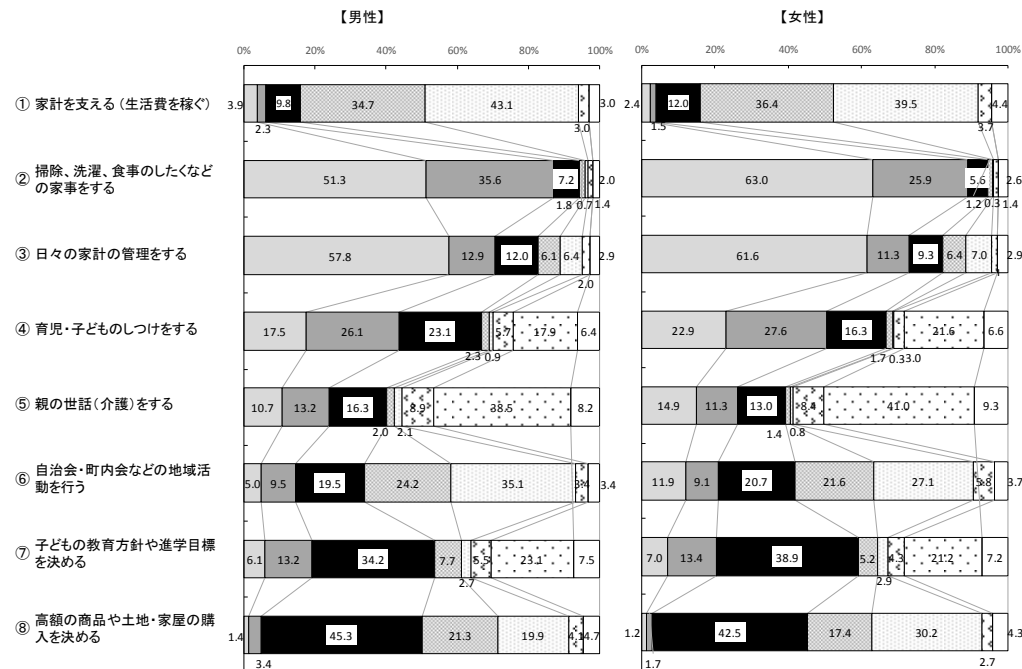 【男性】
【女性】
0% 20% 40% 60% 80% 100%
0% 20% 40% 60% 80% 100%
① 家計を支える（生活費を稼ぐ）
3.9 2.3 9.8 34.7 43.1 3.0 3.0
2.4 1.5 12.0 36.4 39.5 3.7 4.4
② 掃除、洗濯、食事のしたくなど
の家事をする
51.3 35.6 7.2 1.8 0.7 1.4 2.0
63.0 25.9 5.6 1.2 0.3 1.4 2.6
③ 日々の家計の管理をする
57.8 12.9 12.0 6.1 6.4 2.0 2.9
61.6 11.3 9.3 6.4 7.0 2.9
④ 育児・子どものしつけをする
17.5 26.1 23.1 2.3 0.9 5.7 17.9 6.4
22.9 27.6 16.3 1.7 0.3 3.0 21.6 6.6
⑤ 親の世話（介護）をする
10.7 13.2 16.3 2.0 2.1 8.9 38.5 8.2
14.9 11.3 13.0 1.4 0.8 8.4 41.0 9.3
⑥ 自治会・町内会などの地域活
動を行う
5.0 9.5 19.5 24.2 35.1 3.4 3.4
11.9 9.1 20.7 21.6 27.1 5.8 3.7
⑦ 子どもの教育方針や進学目標
を決める
6.1 13.2 34.2 7.7 2.7 5.5 23.1 7.5
7.0 13.4 38.9 5.2 2.9 4.3 21.2 7.2
⑧ 高額の商品や土地・家屋の購
入を決める
1.4 3.4 45.3 21.3 19.9 4.1 4.7
1.2 1.7 42.5 17.4 30.2 2.7 4.3